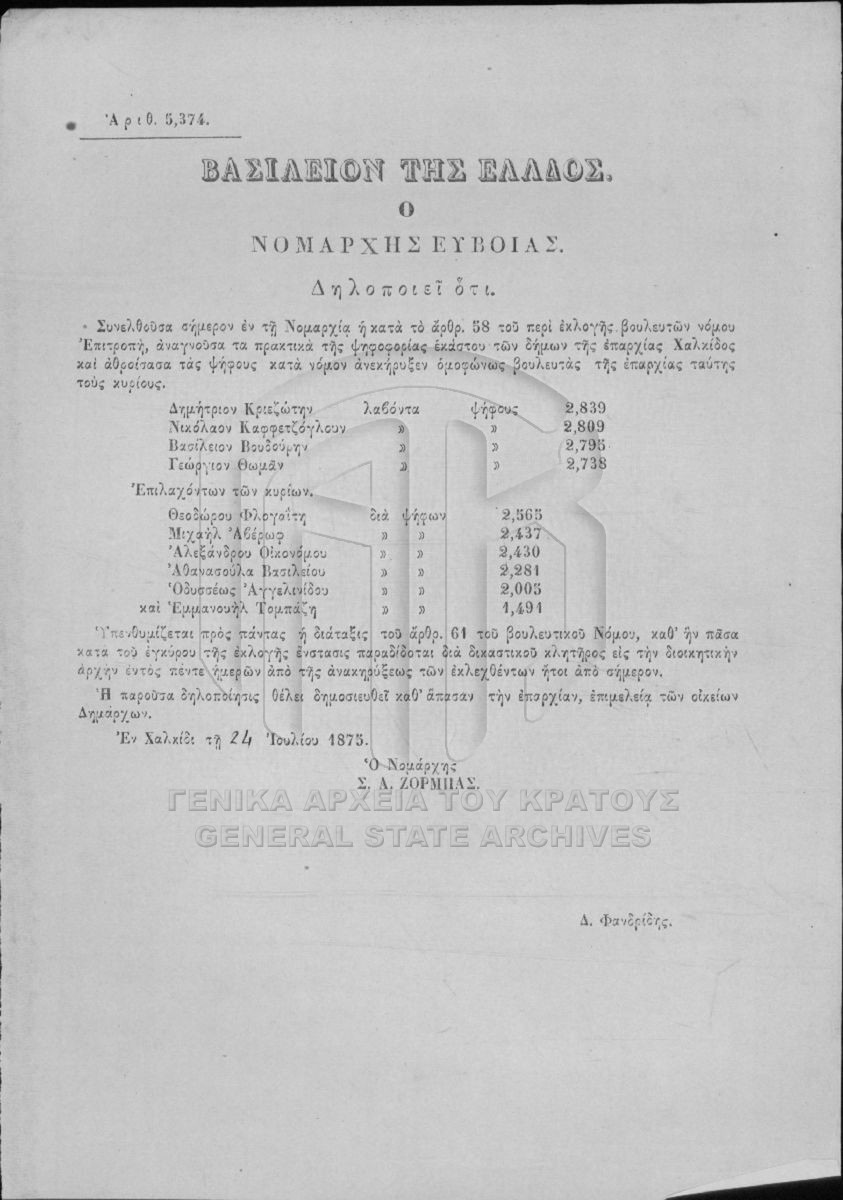 Ἀριθ. 5,374.
ΒΑΣΙΛΕΙΟΝ ΤΗΣ ΕΛΛΑΔΟΣ.
Ο
ΝΟΜΑΡΧΗΣ ΕΥΒΟΙΑΣ.
Δηλοποιεῖ ὅτι.
Συνελθοῦσα σήμερον ἐν τῇ Νομαρχίᾳ ἡ κατὰ τὸ ἄρθρ. 58 τοῦ περὶ ἐκλογῆς βουλευτῶν νόμου
Ἐπιτροπή, ἀναγνοῦσα τα πρακτικὰ τῆς ψηφοφορίας ἑκάστου τῶν δήμων τῆς ἐπαρχίας Χαλκίδος
καὶ ἀθροίσασα τὰς ψήφους κατὰ νόμον ἀνεκήρυξεν ὁμοφώνως βουλευτὰς τῆς ἐπαρχίας ταύτης
τοὺς κυρίους.
Δημήτριον Κριεζώτην λαβόντα ψήφους 2,839
Νικόλαον Καφφετζόγλουν » » 2,809
Βασίλειον Βουδούρην » » 2,795
Γεώργιον Θωμᾶν » » 2,738
Ἐπιλαχόντων τῶν κυρίων.
Θεοδώρου Φλογαΐτη διὰ ψήφων 2,565
Μιχαὴλ Ἀβέρωφ » » 2,437
Ἀλεξάνδρου Οἰκονόμου » » 2,430
Ἀθανασούλα Βασιλείου » » 2,281
Ὀδυσσέως Ἀγγελινίδου » » 2,005
καὶ Ἐμμανουὴλ Τομπάζη » » 1,491
Ὑπενθυμίζεται πρὸς πάντας ἡ διάταξις τοῦ ἄρθρ. 61 τοῦ βουλευτικοῦ Νόμου, καθ' ἣν πᾶσα
κατα τοῦ ἐγκύρου τῆς ἐκλογῆς ἔνστασις παραδίδοται διὰ δικαστικοῦ κλητῆρος εἰς τὴν διοικητικὴν
ἀρχὴν ἐντὸς πέντε ἡμερῶν ἀπὸ τῆς ἀνακηρύξεως τῶν ἐκλεχθέντων ἤτοι ἀπὸ σήμερον.
Ἡ παροῦσα δηλοποίησις θέλει δημοσιευθεῖ καθ' ἅπασαν τὴν ἐπαρχίαν, ἐπιμελείᾳ τῶν οἰκείων
Δημάρχων.
Ἐν Χαλκίδι τῇ 24 Ἰουλίου 1875.
Ὁ Νομάρχης
Σ. Α. ΖΟΡΜΠΑΣ.
ΓΕΝΙΚΑ ΑΡΧΕΙΑ ΤΟΥ ΚΡΑΤΟΥΣ
GENERAL STATE ARCHIVES
Δ. Φανδρίδης.